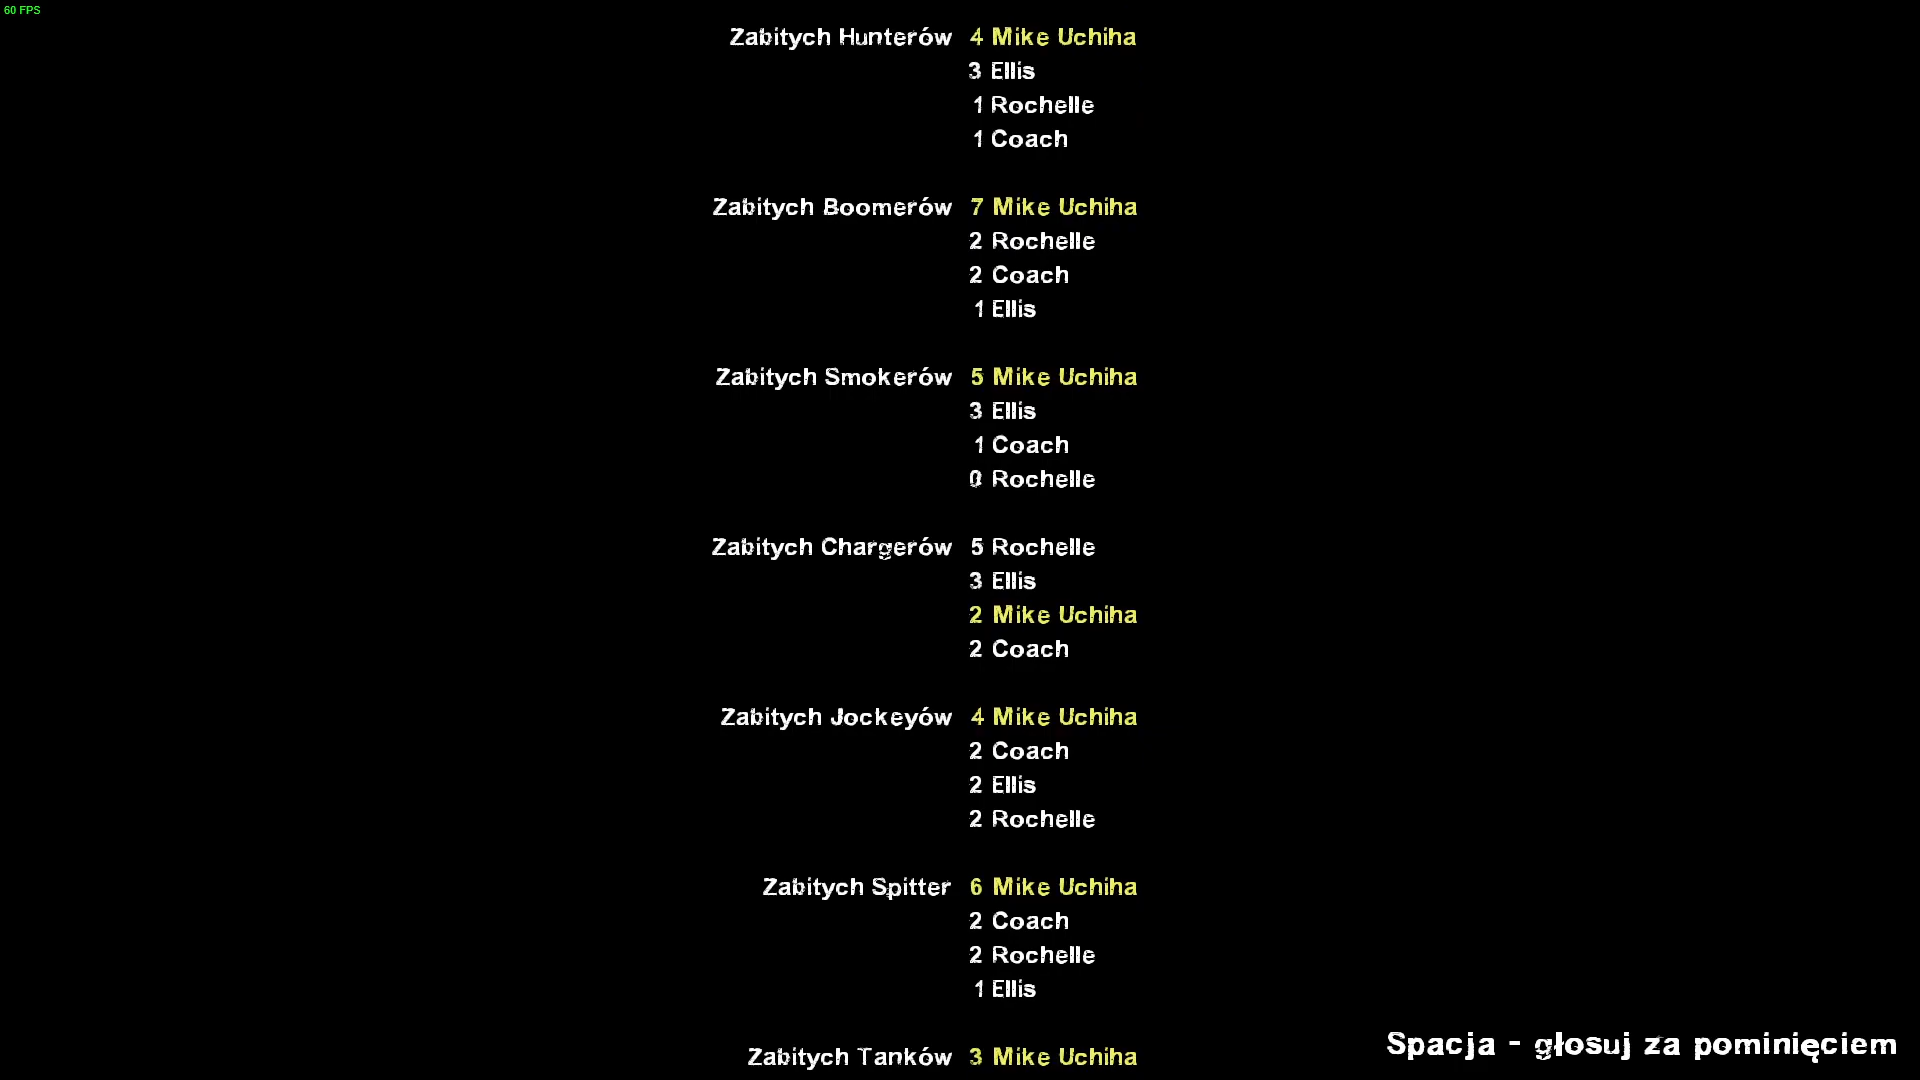 60 FPS
Zabitych Hunterów 4 Mike Uchiha
3 Ellis
1 Rochelle
1 Coach
Zabitych Boomerów 7 Mike Uchiha
2 Rochelle
2 Coach
1 Ellis
Zabitych Smokerów 5 Mike Uchiha
3 Ellis
1 Coach
0 Rochelle
Zabitych Chargerów 5 Rochelle
3 Ellis
2 Mike Uchiha
2 Coach
Zabitych Jockeyów 4 Mike Uchiha
2 Coach
2 Ellis
2 Rochelle
Zabitych Spitter 6 Mike Uchiha
2 Coach
2 Rochelle
1 Ellis
Zabitych Tanków 3 Mike Uchiha
Spacja - głosuj za pominięciem